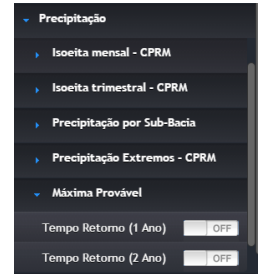 Precipitação
Isoeita mensal - CPRM
Isoeita trimestral - CPRM
Precipitação por Sub-Bacia
Precipitação Extremos - CPRM
Máxima Provável
Tempo Retorno (1 Ano) OFF
Tempo Retorno (2 Ano) OFF